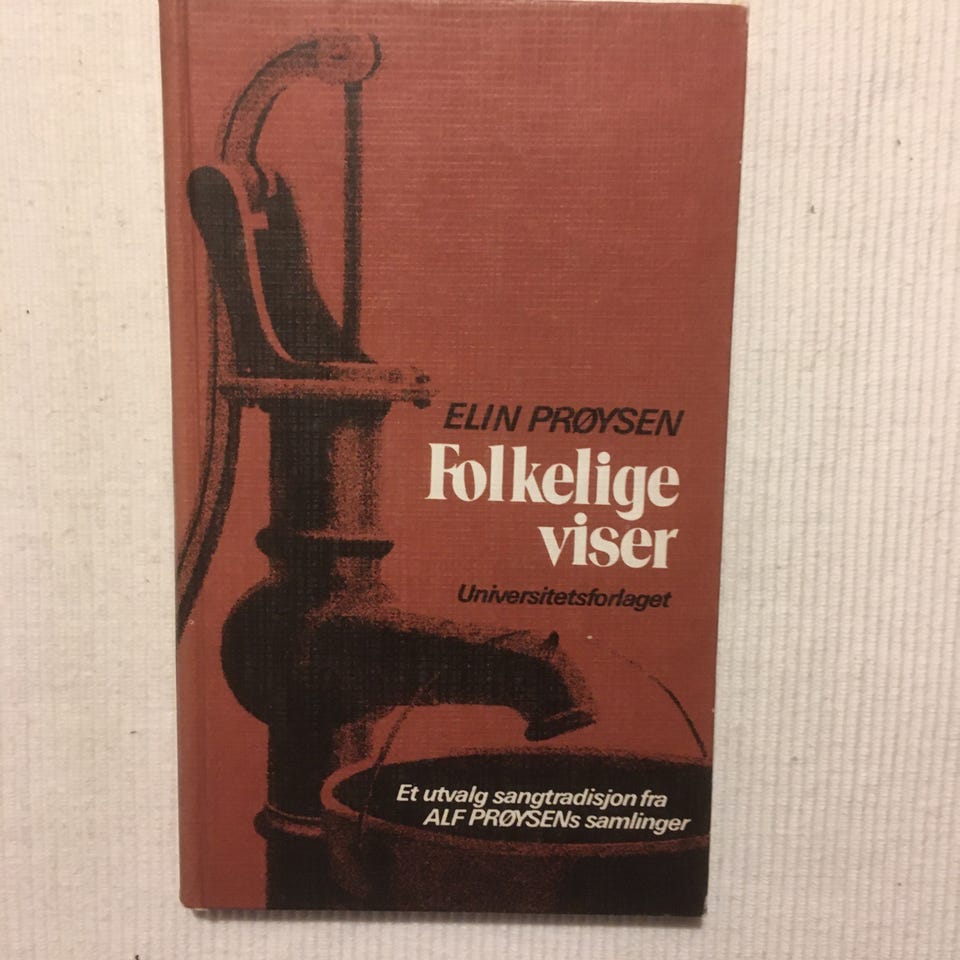 ELIN PRØYSEN
Folkelige
viser
Universitetsforlaget
Et utvalg sangtradisjon fra
ALF PRØYSENs samlinger